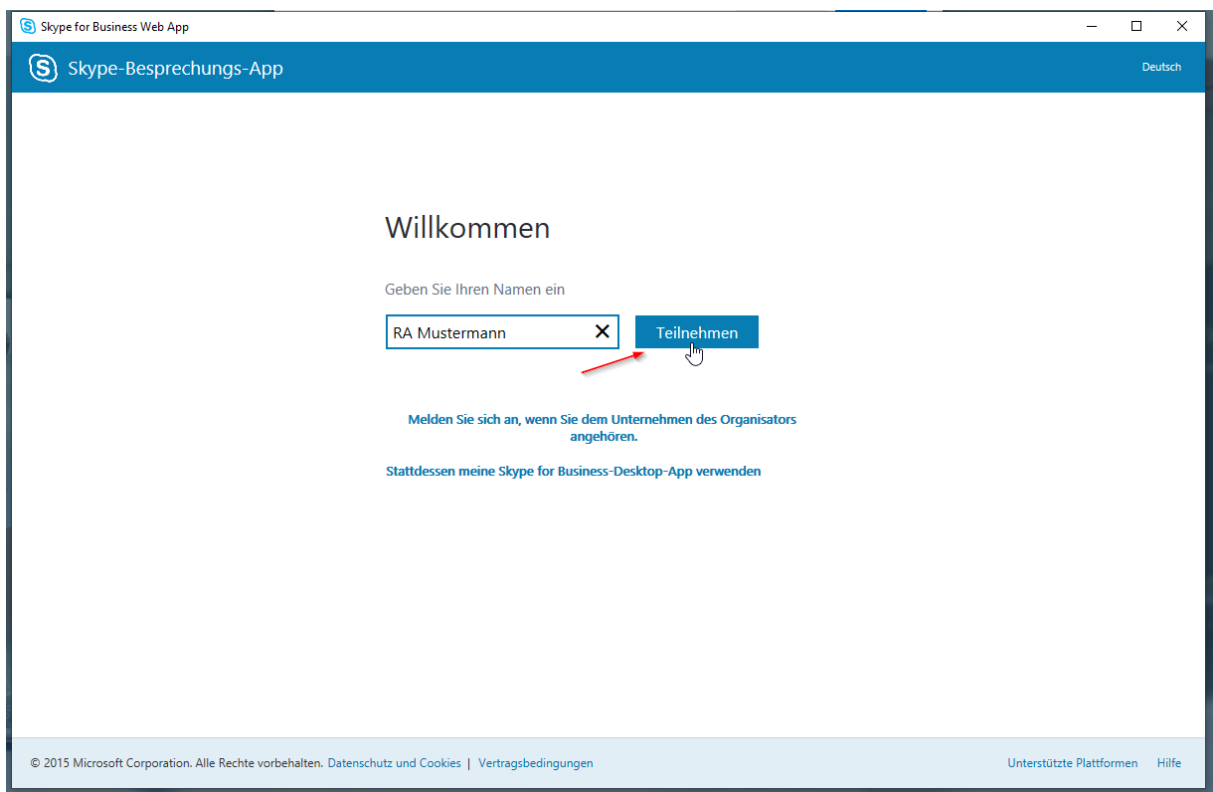 Skype for Business Web App
Skype-Besprechungs-App
Deutsch
Willkommen
Geben Sie Ihren Namen ein
RA Mustermann
Teilnehmen
Melden Sie sich an, wenn Sie dem Unternehmen des Organisators
angehören.
Stattdessen meine Skype for Business-Desktop-App verwenden
© 2015 Microsoft Corporation. Alle Rechte vorbehalten. Datenschutz und Cookies | Vertragsbedingungen
Unterstützte Plattformen Hilfe